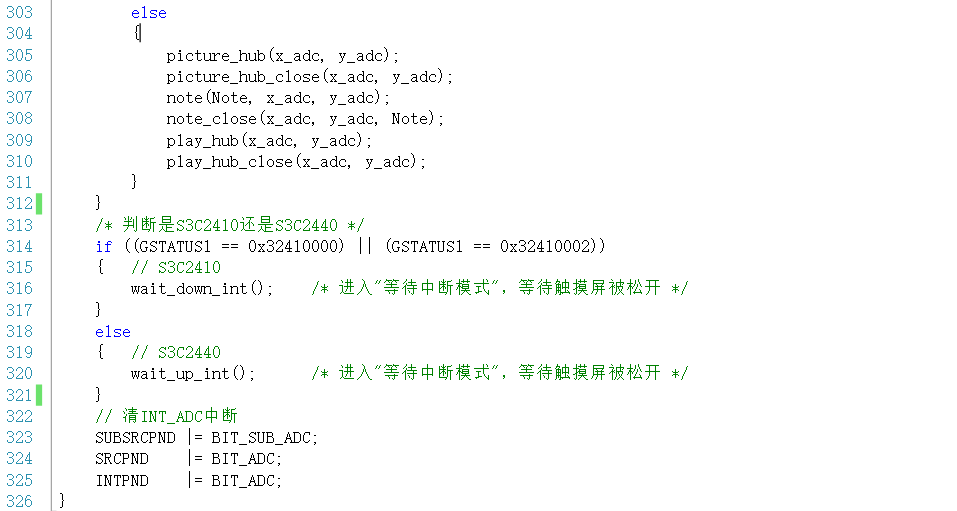 303 else
304 {
305 picture_hub(x_adc, y_adc);
306 picture_hub_close(x_adc, y_adc);
307 note(Note, x_adc, y_adc);
308 note_close(x_adc, y_adc, Note);
309 play_hub(x_adc, y_adc);
310 play_hub_close(x_adc, y_adc);
311 }
312 }
313 /* 判断是S3C2410还是S3C2440 */
314 if ((GSTATUS1 == 0x32410000) || (GSTATUS1 == 0x32410002))
315 { // S3C2410
316 wait_down_int(); /* 进入"等待中断模式", 等待触摸屏被松开 */
317 }
318 else
319 { // S3C2440
320 wait_up_int(); /* 进入"等待中断模式", 等待触摸屏被松开 */
321 }
322 // 清INT_ADC中断
323 SUBSRCPND |= BIT_SUB_ADC;
324 SRCPND |= BIT_ADC;
325 INTPND |= BIT_ADC;
326 }